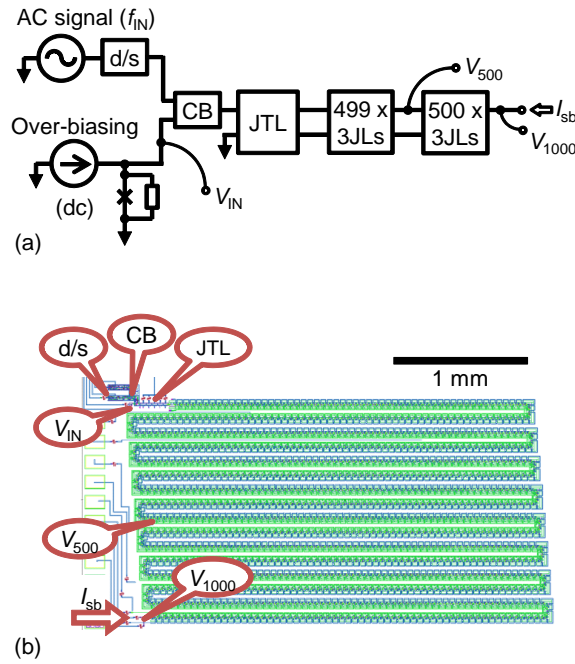 AC signal (fIN)
d/s
CB
JTL
499 x
3JLs
500 x
3JLs
V500
Isb
V1000
Over-biasing
(dc)
VIN
(a)
d/s
CB
JTL
1 mm
VIN
V500
V1000
Isb
(b)